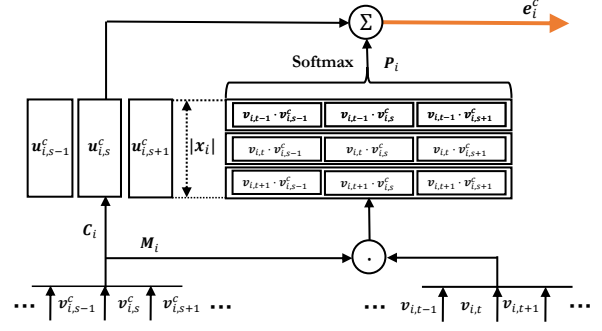 e_i^c
Σ
Softmax P_i
u_{i,s-1}^c u_{i,s}^c u_{i,s+1}^c
|x_i|
v_{i,t-1} · v_{i,s-1}^c v_{i,t-1} · v_{i,s}^c v_{i,t-1} · v_{i,s+1}^c
v_{i,t} · v_{i,s-1}^c v_{i,t} · v_{i,s}^c v_{i,t} · v_{i,s+1}^c
v_{i,t+1} · v_{i,s-1}^c v_{i,t+1} · v_{i,s}^c v_{i,t+1} · v_{i,s+1}^c
C_i
M_i
·
... v_{i,s-1}^c v_{i,s}^c v_{i,s+1}^c ... ... v_{i,t-1} v_{i,t} v_{i,t+1} ...